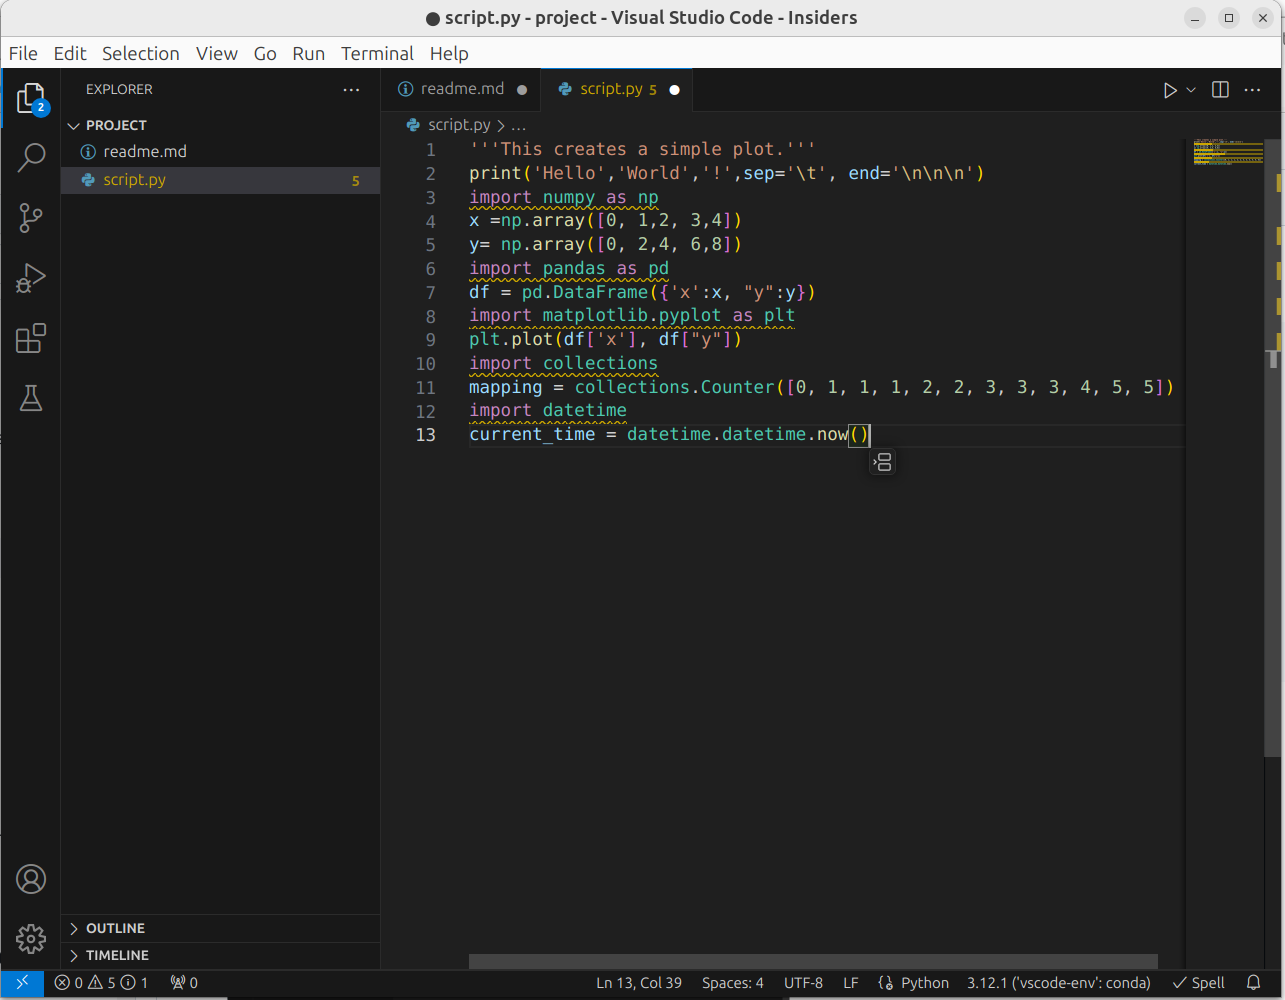 script.py - project - Visual Studio Code - Insiders
File Edit Selection View Go Run Terminal Help
2
EXPLORER
PROJECT
readme.md
script.py 5
OUTLINE
TIMELINE
readme.md
script.py 5
script.py > ...
1 '''This creates a simple plot.'''
2 print('Hello','World','!',sep='\t', end='\n\n\n')
3 import numpy as np
4 x =np.array([0, 1,2, 3,4])
5 y= np.array([0, 2,4, 6,8])
6 import pandas as pd
7 df = pd.DataFrame({'x':x, "y":y})
8 import matplotlib.pyplot as plt
9 plt.plot(df['x'], df["y"])
10 import collections
11 mapping = collections.Counter([0, 1, 1, 1, 2, 2, 3, 3, 3, 4, 5, 5])
12 import datetime
13 current_time = datetime.datetime.now()
0 5 1 0 Ln 13, Col 39 Spaces: 4 UTF-8 LF Python 3.12.1 ('vscode-env': conda) Spell